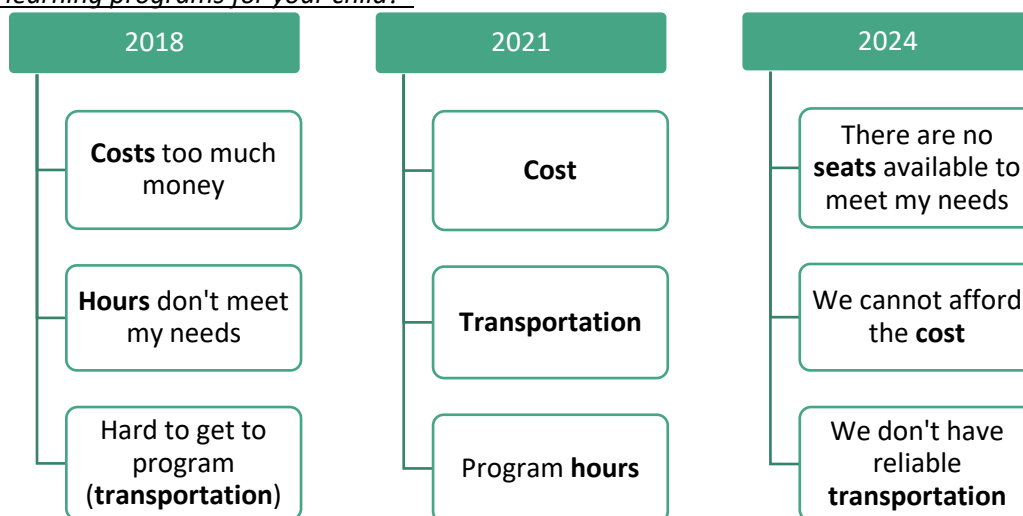 learning programs for your child?
2018
Costs too much
money
Hours don't meet
my needs
Hard to get to
program
(transportation)
2021
Cost
Transportation
Program hours
2024
There are no
seats available to
meet my needs
We cannot afford
the cost
We don't have
reliable
transportation